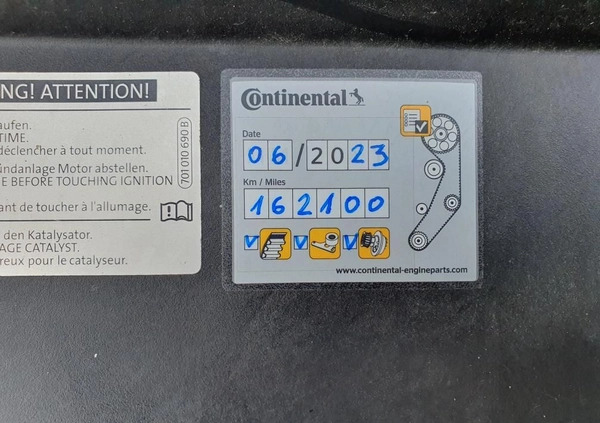 NG! ATTENTION!
aufen.
TIME.
déclencher à tout moment.
ündanlage Motor abstellen.
E BEFORE TOUCHING IGNITION
ant de toucher à l'allumage.
den Katalysator.
AGE CATALYST.
reux pour le catalyseur.
701 010 690 B
Continental
Date
06/2023
Km / Miles
162100
www.continental-engineparts.com